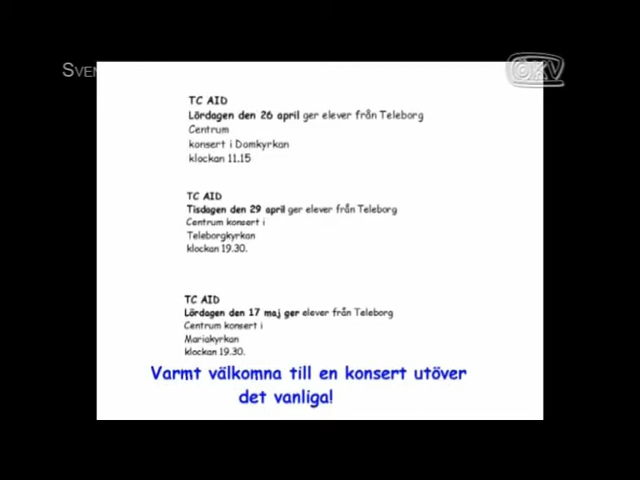 SVEN
ÖKV
TC AID
Lördagen den 26 april ger elever från Teleborg
Centrum
konsert i Domkyrkan
klockan 11.15
TC AID
Tisdagen den 29 april ger elever från Teleborg
Centrum konsert i
Teleborgkyrkan
klockan 19.30.
TC AID
Lördagen den 17 maj ger elever från Teleborg
Centrum konsert i
Mariakyrkan
klockan 19.30.
Varmt välkomna till en konsert utöver
det vanliga!